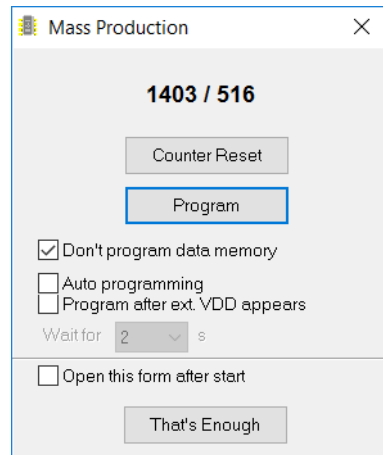 Mass Production
1403 / 516
Counter Reset
Program
Don't program data memory
Auto programming
Program after ext. VDD appears
Wait for 2 s
Open this form after start
That's Enough